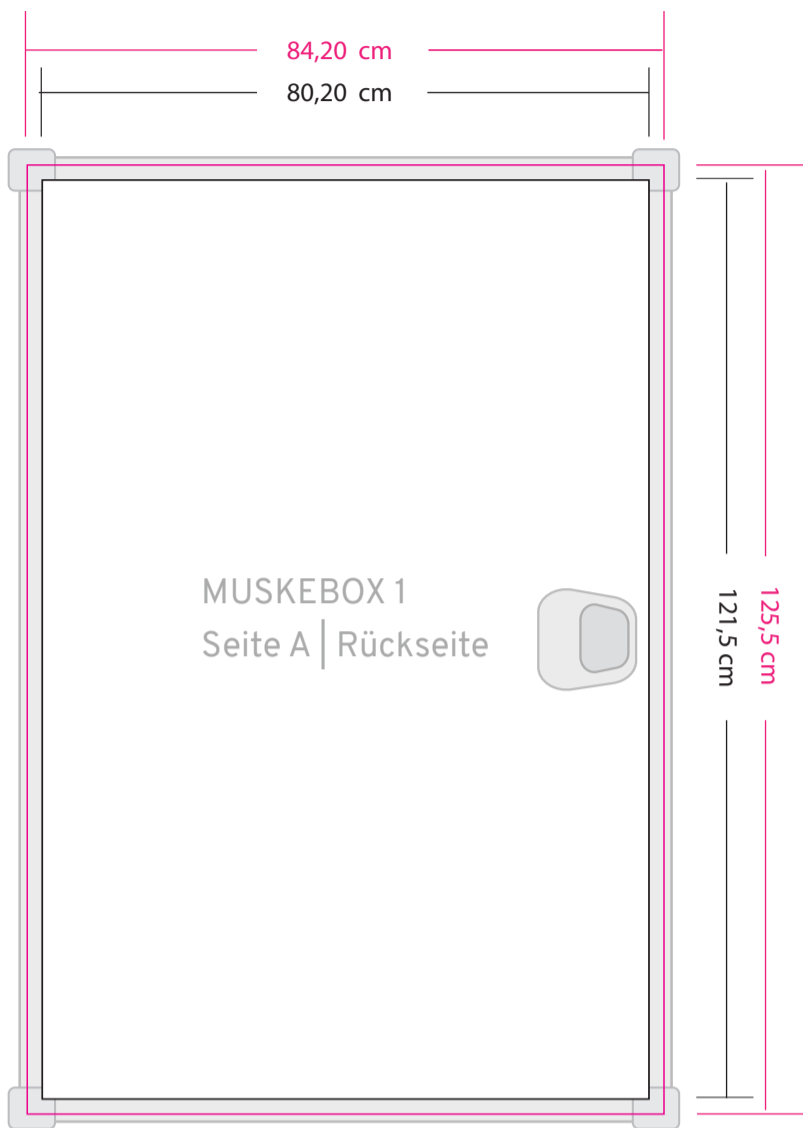 84,20 cm
80,20 cm
MUSKEBOX 1
Seite A | Rückseite
121,5 cm
125,5 cm